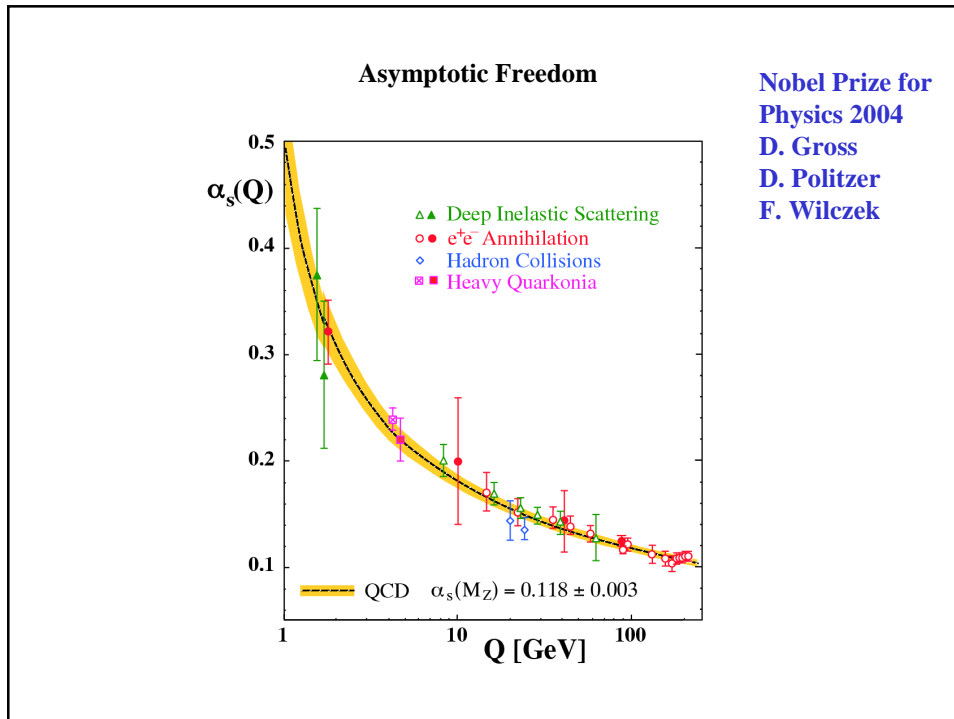 Asymptotic Freedom
Nobel Prize for
Physics 2004
D. Gross
D. Politzer
F. Wilczek
0.5
αs(Q)
0.4
0.3
0.2
0.1
Deep Inelastic Scattering
e+e− Annihilation
Hadron Collisions
Heavy Quarkonia
QCD αs(MZ) = 0.118 ± 0.003
1 10 100
Q [GeV]